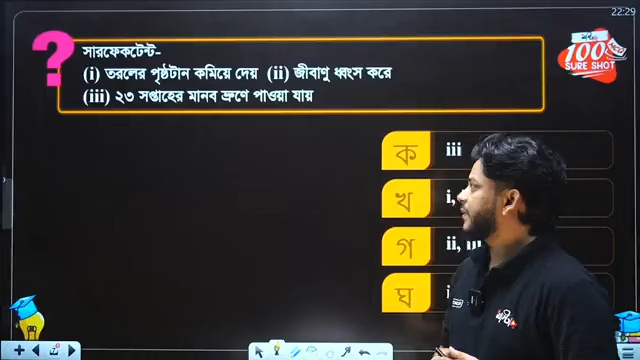 22:29
সারফেকটেন্ট-
(i) তরলের পৃষ্ঠটান কমিয়ে দেয় (ii) জীবাণু ধ্বংস করে
(iii) ২৩ সপ্তাহের মানব ভ্রুণে পাওয়া যায়
100
SURE SHOT
ক iii
খ i,
গ ii, iii
ঘ